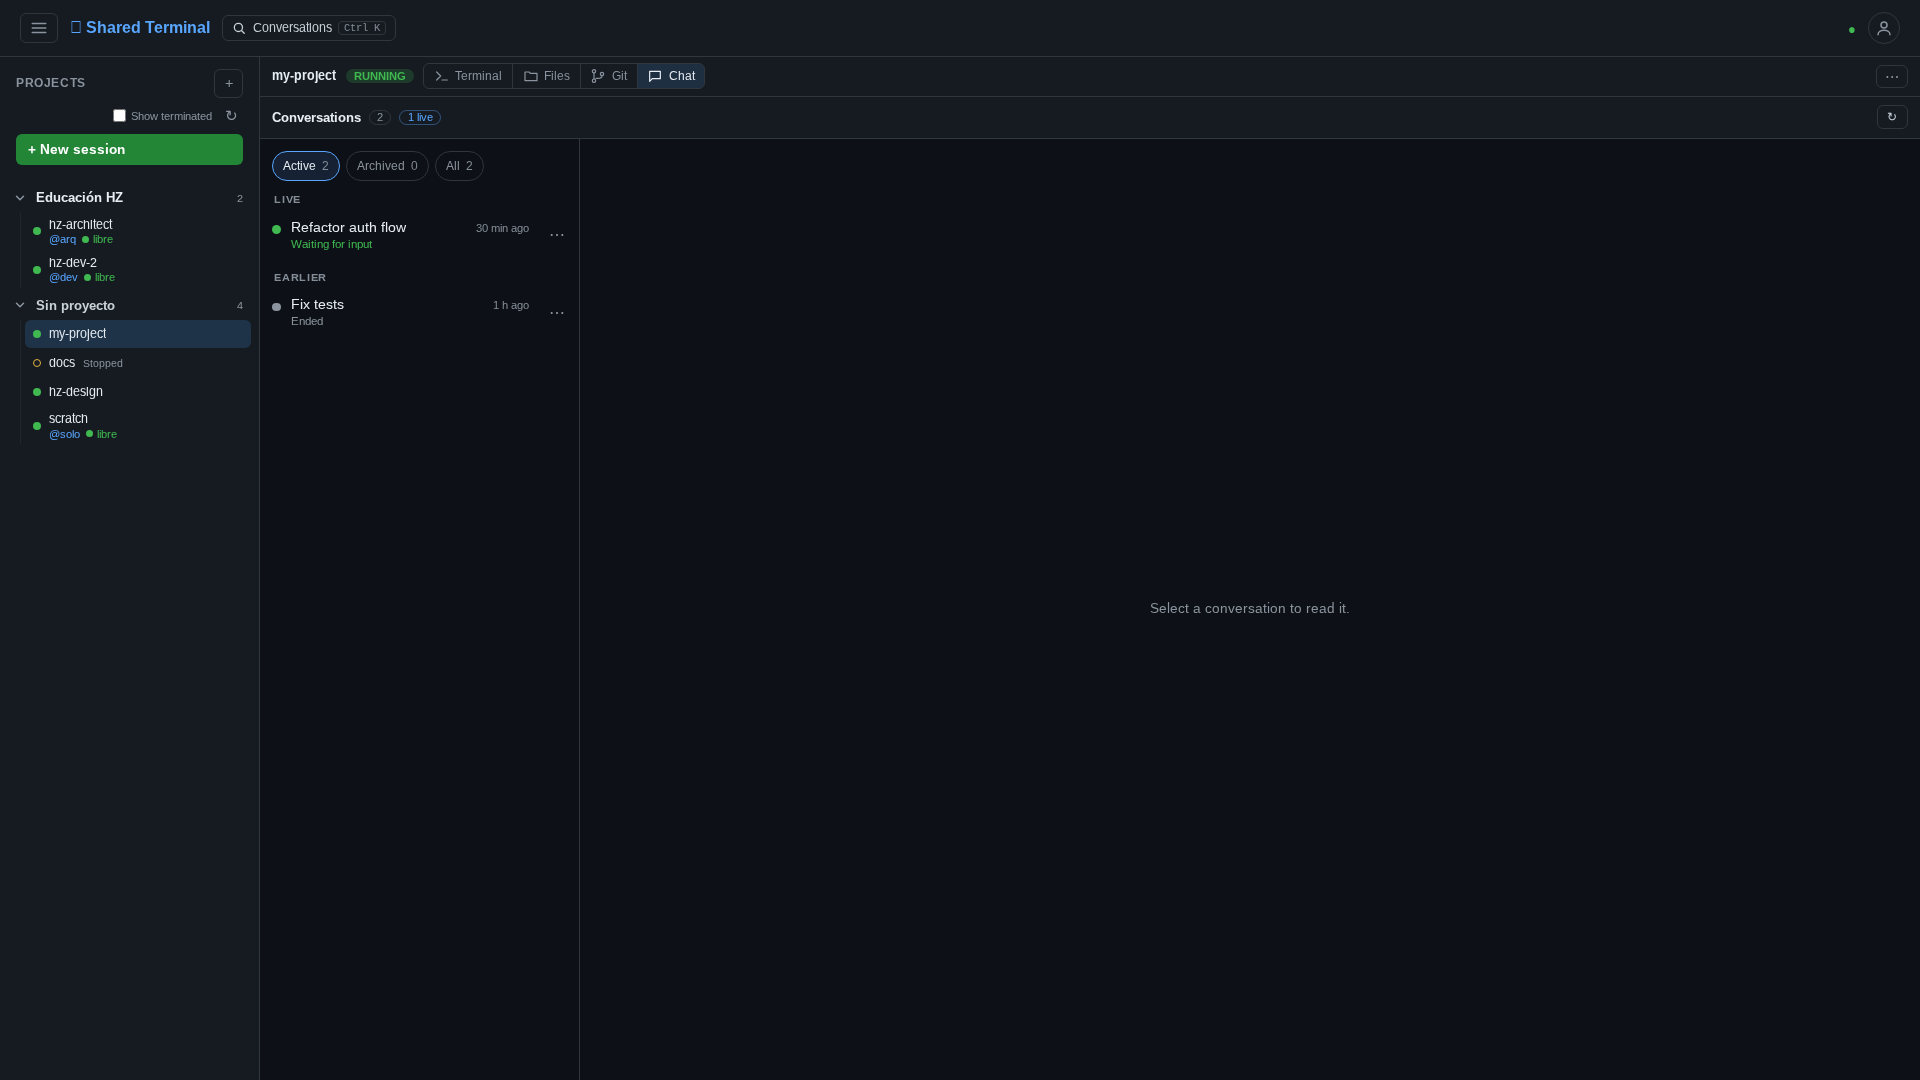 Shared Terminal
Conversations Ctrl K
PROJECTS
+
Show terminated ↻
+ New session
Educación HZ 2
hz-architect
@arq libre
hz-dev-2
@dev libre
Sin proyecto 4
my-project
docs Stopped
hz-design
scratch
@solo libre
my-project RUNNING Terminal Files Git Chat ⋯
Conversations 2 1 live ↻
Active 2 Archived 0 All 2
LIVE
Refactor auth flow 30 min ago ⋯
Waiting for input
EARLIER
Fix tests 1 h ago ⋯
Ended
Select a conversation to read it.